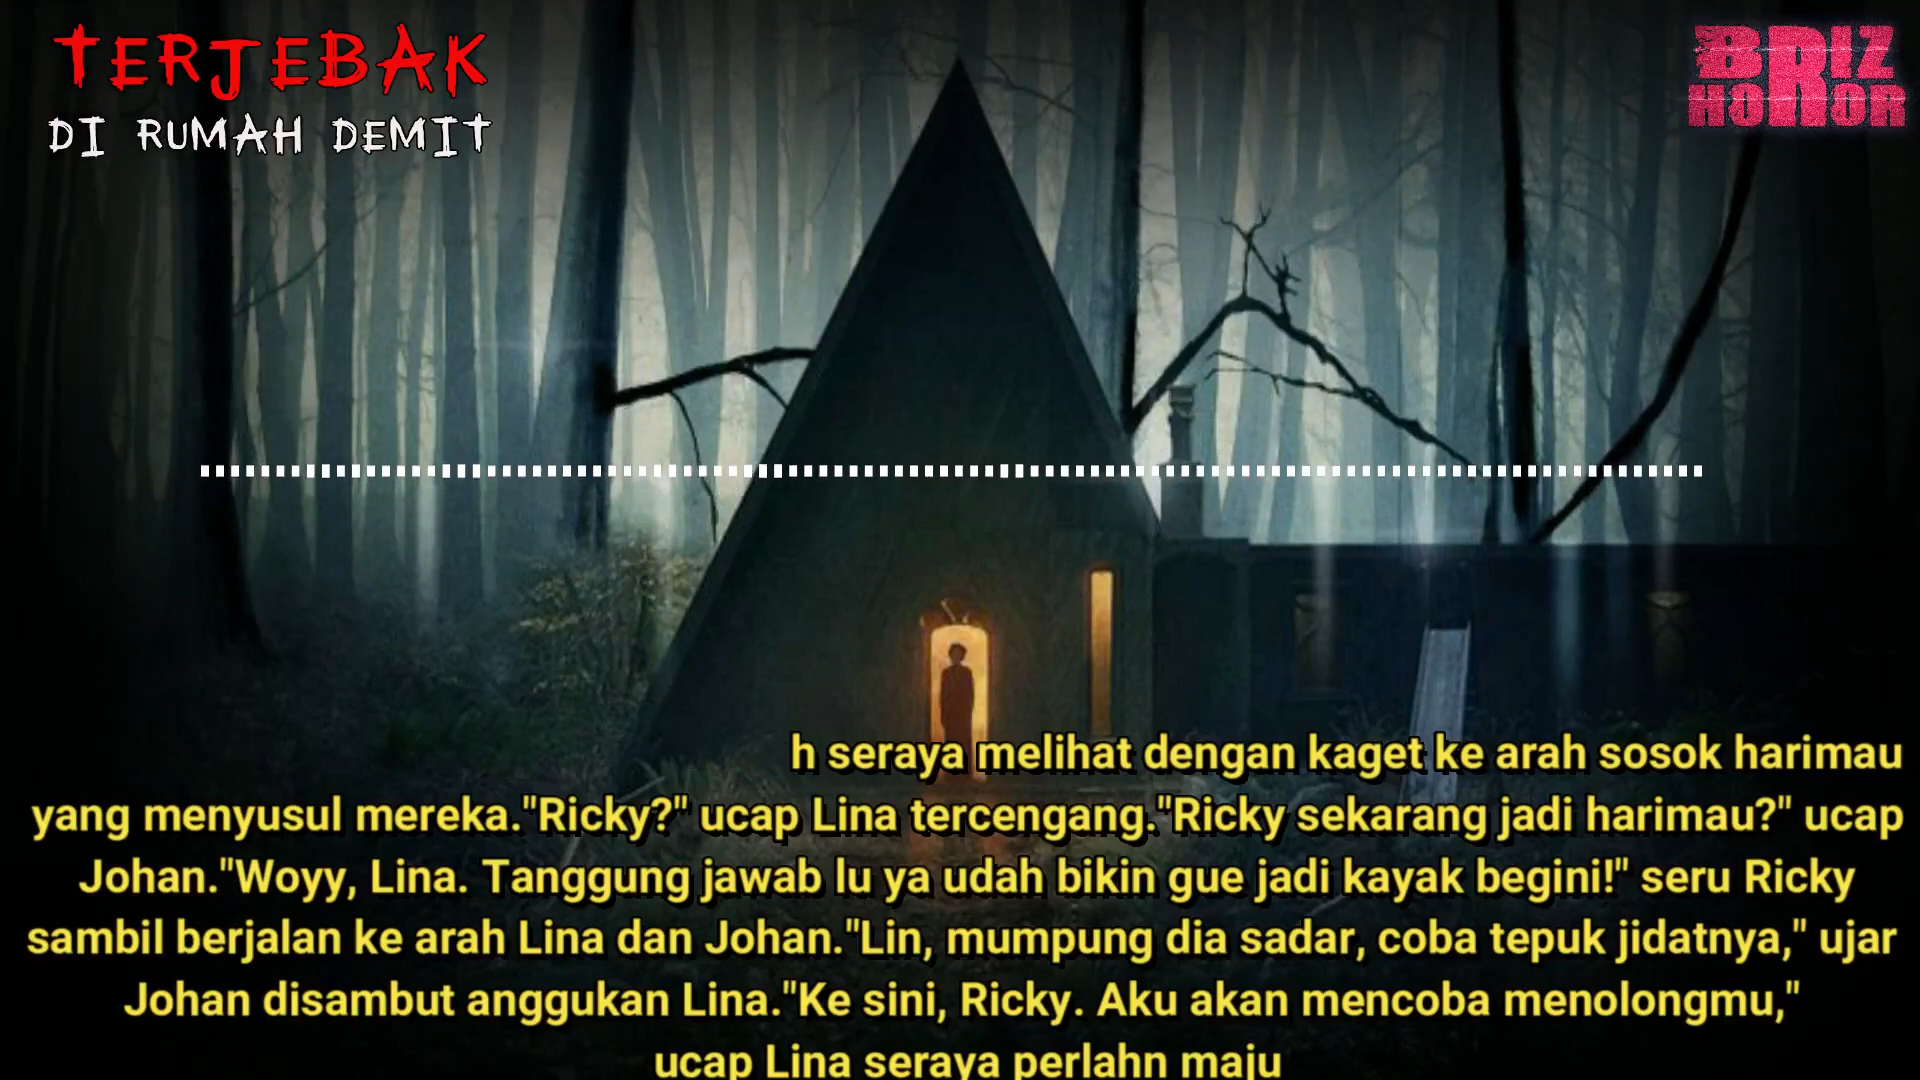 TERJEBAK
DI RUMAH DEMIT
BRIZ
HORROR
h seraya melihat dengan kaget ke arah sosok harimau
yang menyusul mereka."Ricky?" ucap Lina tercengang."Ricky sekarang jadi harimau?" ucap
Johan."Woyy, Lina. Tanggung jawab lu ya udah bikin gue jadi kayak begini!" seru Ricky
sambil berjalan ke arah Lina dan Johan."Lin, mumpung dia sadar, coba tepuk jidatnya," ujar
Johan disambut anggukan Lina."Ke sini, Ricky. Aku akan mencoba menolongmu,"
ucap Lina seraya perlahn maju